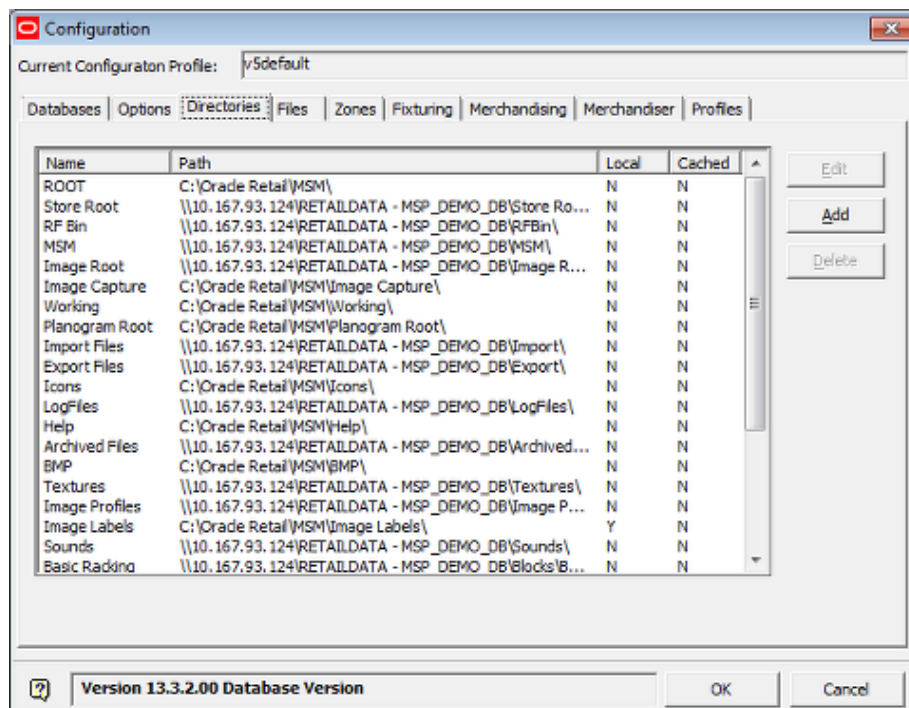 Configuration
Current Configuraton Profile: v5default
Databases Options Directories Files Zones Fixturing Merchandising Merchandiser Profiles
Name Path Local Cached
ROOT C:\Oracle Retail\MSM\ N N
Store Root \\10.167.93.124\RETAILDATA - MSP_DEMO_DB\Store Ro... N N
RF Bin \\10.167.93.124\RETAILDATA - MSP_DEMO_DB\RFBin\ N N
MSM \\10.167.93.124\RETAILDATA - MSP_DEMO_DB\MSM\ N N
Image Root \\10.167.93.124\RETAILDATA - MSP_DEMO_DB\Image R... N N
Image Capture C:\Oracle Retail\MSM\Image Capture\ N N
Working C:\Oracle Retail\MSM\Working\ N N
Planogram Root C:\Oracle Retail\MSM\Planogram Root\ N N
Import Files \\10.167.93.124\RETAILDATA - MSP_DEMO_DB\Import\ N N
Export Files \\10.167.93.124\RETAILDATA - MSP_DEMO_DB\Export\ N N
Icons C:\Oracle Retail\MSM\Icons\ N N
LogFiles \\10.167.93.124\RETAILDATA - MSP_DEMO_DB\LogFiles\ N N
Help C:\Oracle Retail\MSM\Help\ N N
Archived Files \\10.167.93.124\RETAILDATA - MSP_DEMO_DB\Archived... N N
BMP C:\Oracle Retail\MSM\BMP\ N N
Textures \\10.167.93.124\RETAILDATA - MSP_DEMO_DB\Textures\ N N
Image Profiles \\10.167.93.124\RETAILDATA - MSP_DEMO_DB\Image P... N N
Image Labels C:\Oracle Retail\MSM\Image Labels\ Y N
Sounds \\10.167.93.124\RETAILDATA - MSP_DEMO_DB\Sounds\ N N
Basic Racking \\10.167.93.124\RETAILDATA - MSP_DEMO_DB\Blocks\B... N N
Edit
Add
Delete
Version 13.3.2.00 Database Version
OK Cancel